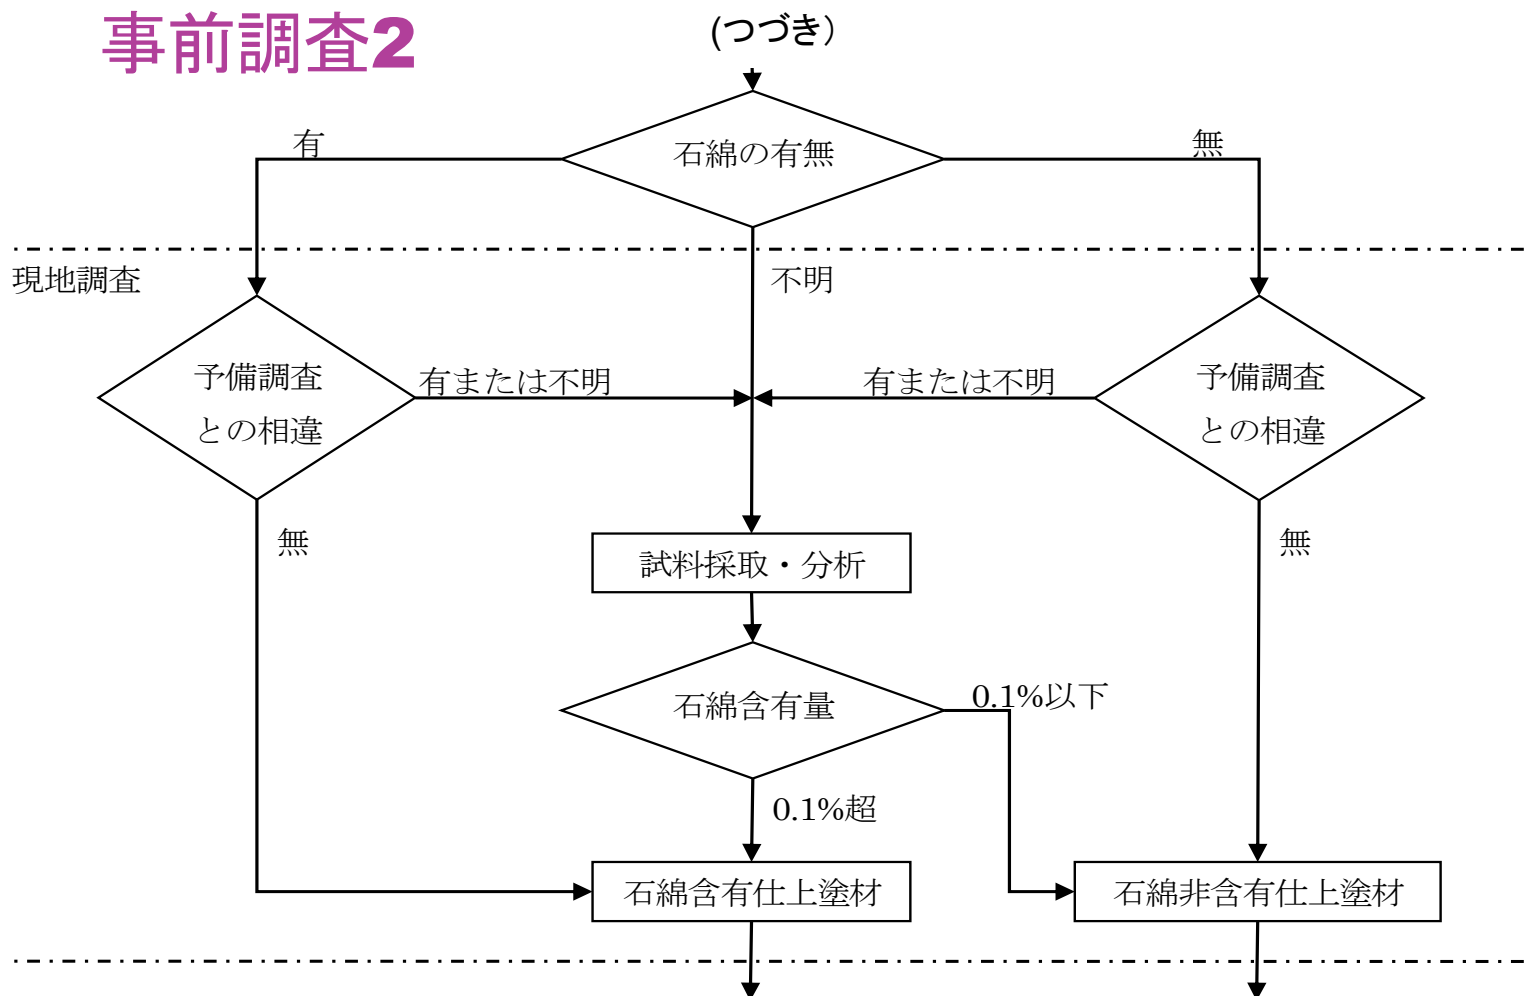 事前調査2
(つづき）
石綿の有無
有
無
現地調査
不明
予備調査
との相違
有または不明
有または不明
予備調査
との相違
無
無
試料採取・分析
石綿含有量
0.1%以下
0.1%超
石綿含有仕上塗材
石綿非含有仕上塗材